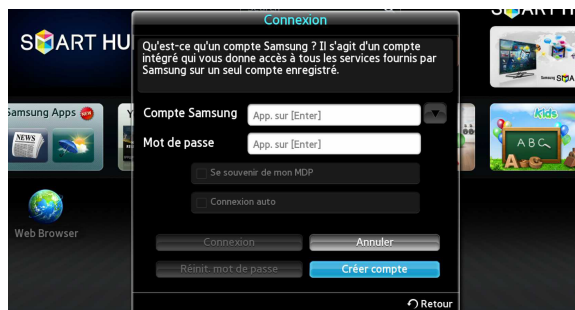 Connexion
SMART HU
Qu'est-ce qu'un compte Samsung ? Il s'agit d'un compte
intégré qui vous donne accès à tous les services fournis par
Samsung sur un seul compte enregistré.
Samsung Apps
Compte Samsung
App. sur [Enter]
Mot de passe
App. sur [Enter]
NEWS
Kids
ABC
Se souvenir de mon MDP
Connexion auto
Web Browser
Connexion
Annuler
Réinit. mot de passe
Créer compte
Retour